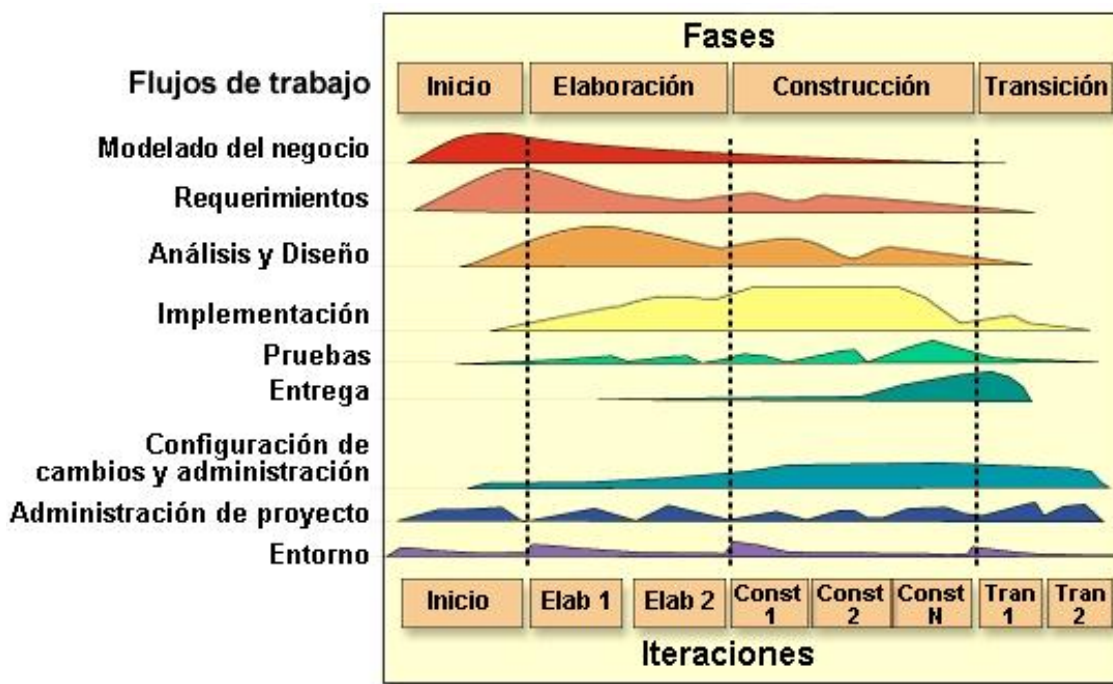 Fases
Flujos de trabajo
Inicio
Elaboración
Construcción
Transición
Modelado del negocio
Requerimientos
Análisis y Diseño
Implementación
Pruebas
Entrega
Configuración de
cambios y administración
Administración de proyecto
Entorno
Inicio
Elab 1
Elab 2
Const
1
Const
2
Const
N
Tran
1
Tran
2
Iteraciones